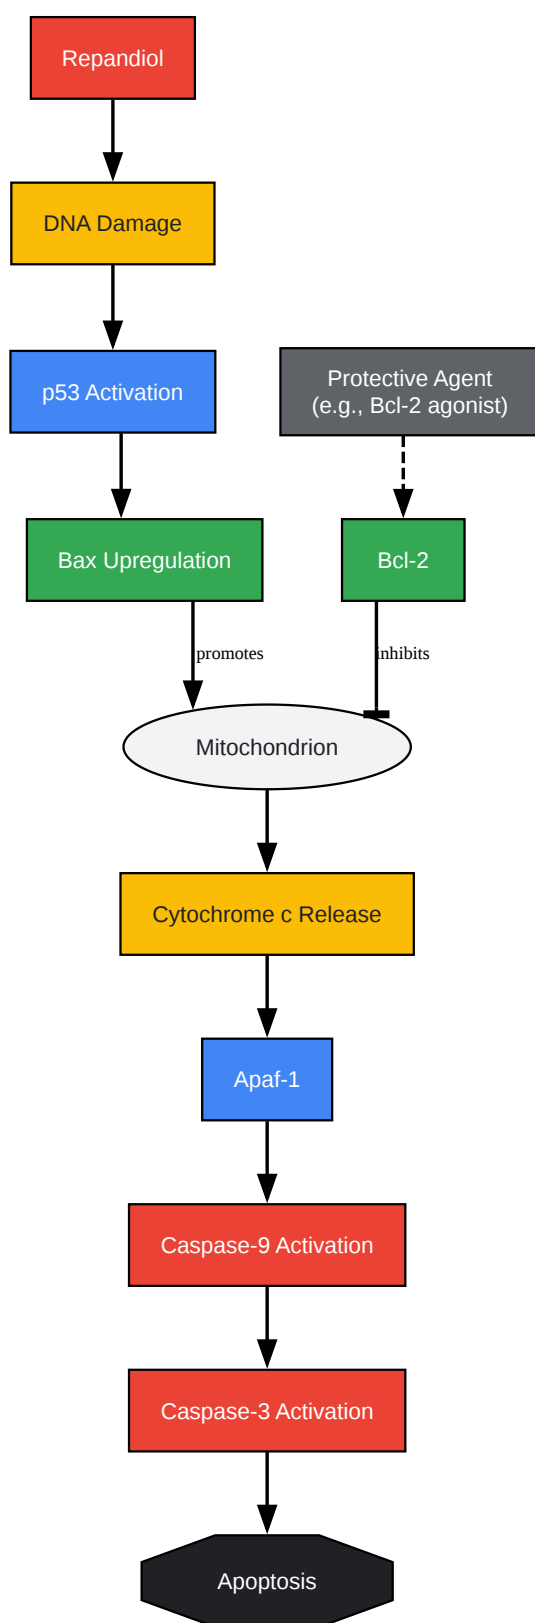 Repandiol
DNA Damage
p53 Activation
Protective Agent
(e.g., Bcl-2 agonist)
Bax Upregulation
Bcl-2
promotes
inhibits
Mitochondrion
Cytochrome c Release
Apaf-1
Caspase-9 Activation
Caspase-3 Activation
Apoptosis